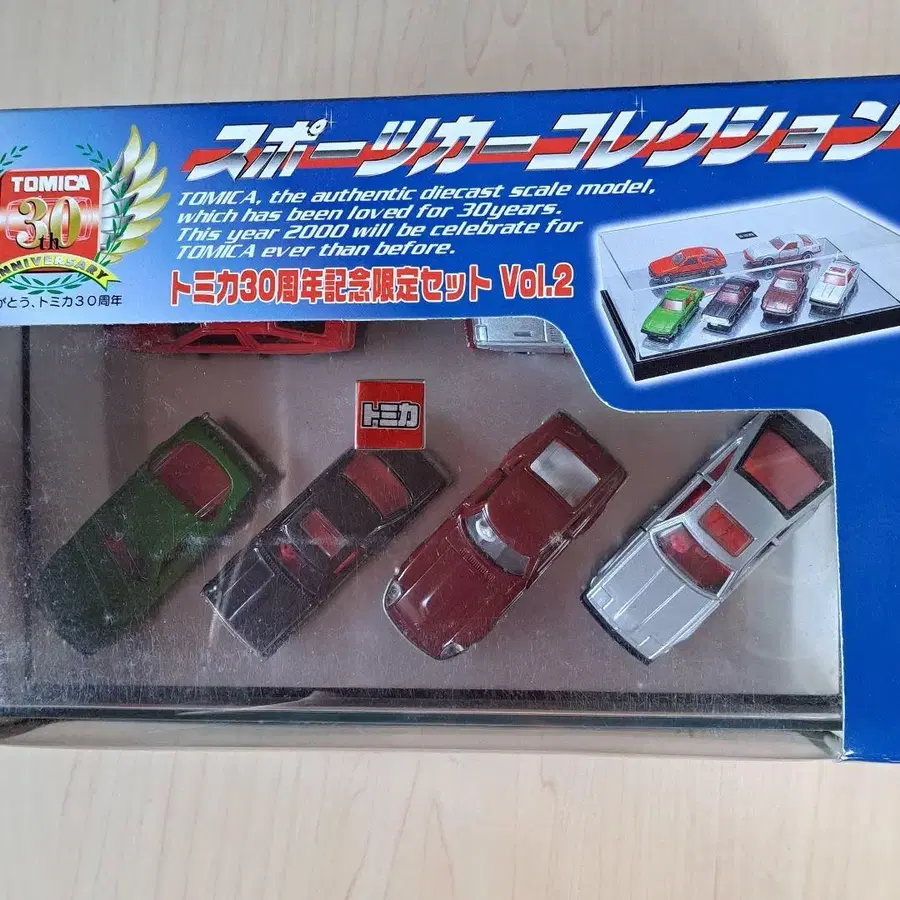 スポーツカーコレクション
TOMICA, the authentic diecast scale model,
which has been loved for 30years.
This year 2000 will be celebrate for
TOMICA ever than before.
トミカ30周年記念限定セット Vol.2
TOMICA
30th
ANNIVERSARY
がとう、トミカ30周年
トミカ